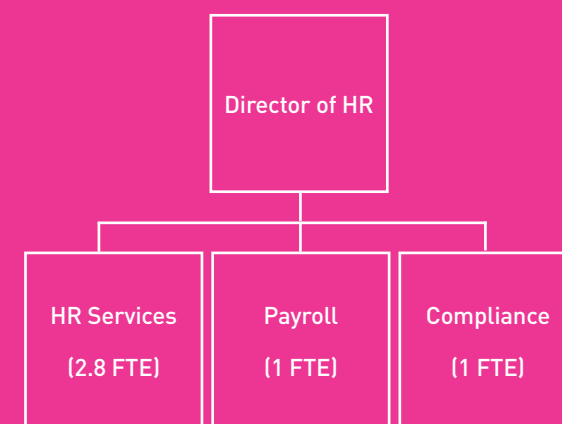 Director of HR
HR Services
(2.8 FTE)
Payroll
(1 FTE)
Compliance
(1 FTE)